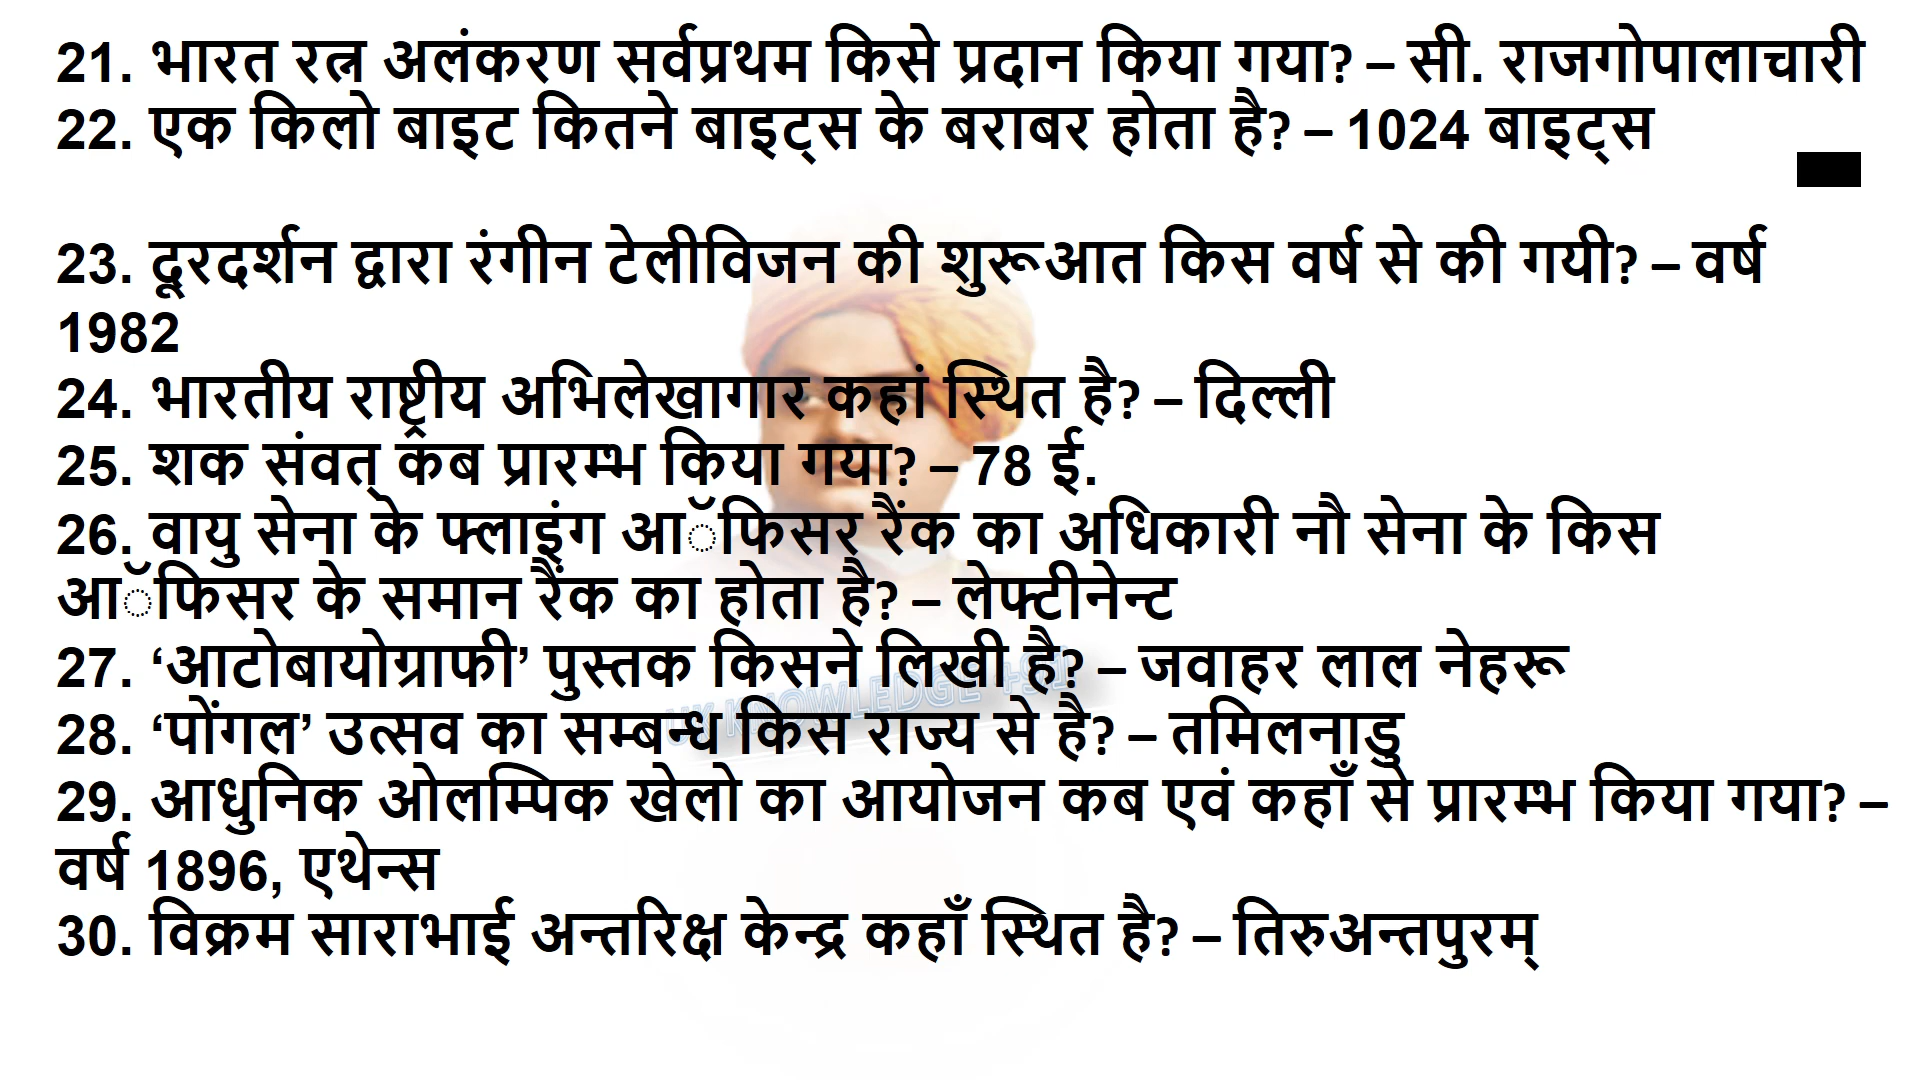 21. भारत रत्न अलंकरण सर्वप्रथम किसे प्रदान किया गया? – सी. राजगोपालाचारी
22. एक किलो बाइट कितने बाइट्स के बराबर होता है? – 1024 बाइट्स
23. दूरदर्शन द्वारा रंगीन टेलीविजन की शुरूआत किस वर्ष से की गयी? – वर्ष
1982
24. भारतीय राष्ट्रीय अभिलेखागार कहां स्थित है? – दिल्ली
25. शक संवत् कब प्रारम्भ किया गया? – 78 ई.
26. वायु सेना के फ्लाइंग आॅफिसर रैंक का अधिकारी नौ सेना के किस
आॅफिसर के समान रैंक का होता है? – लेफ्टीनेन्ट
27. ‘आटोबायोग्राफी’ पुस्तक किसने लिखी है? – जवाहर लाल नेहरू
UK KNOWLEDGE
28. ‘पोंगल’ उत्सव का सम्बन्ध किस राज्य से है? – तमिलनाडु
29. आधुनिक ओलम्पिक खेलो का आयोजन कब एवं कहाँ से प्रारम्भ किया गया? –
वर्ष 1896, एथेन्स
30. विक्रम साराभाई अन्तरिक्ष केन्द्र कहाँ स्थित है? – तिरुअन्तपुरम्